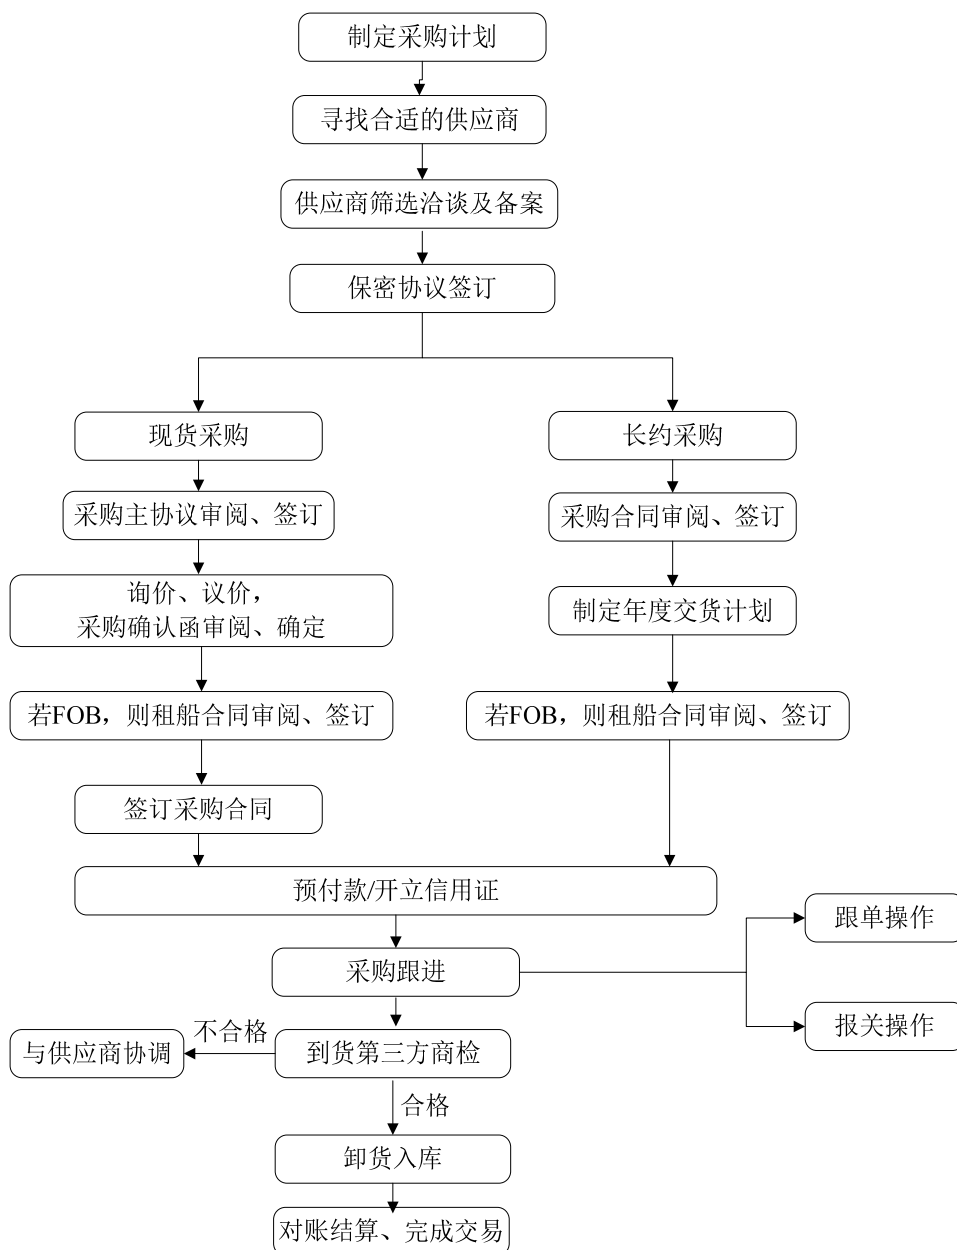 制定采购计划
寻找合适的供应商
供应商筛选洽谈及备案
保密协议签订
现货采购
长约采购
采购主协议审阅、签订
采购合同审阅、签订
询价、议价，
采购确认函审阅、确定
制定年度交货计划
若FOB，则租船合同审阅、签订
若FOB，则租船合同审阅、签订
签订采购合同
预付款/开立信用证
跟单操作
采购跟进
报关操作
不合格
与供应商协调
到货第三方商检
合格
卸货入库
对账结算、完成交易